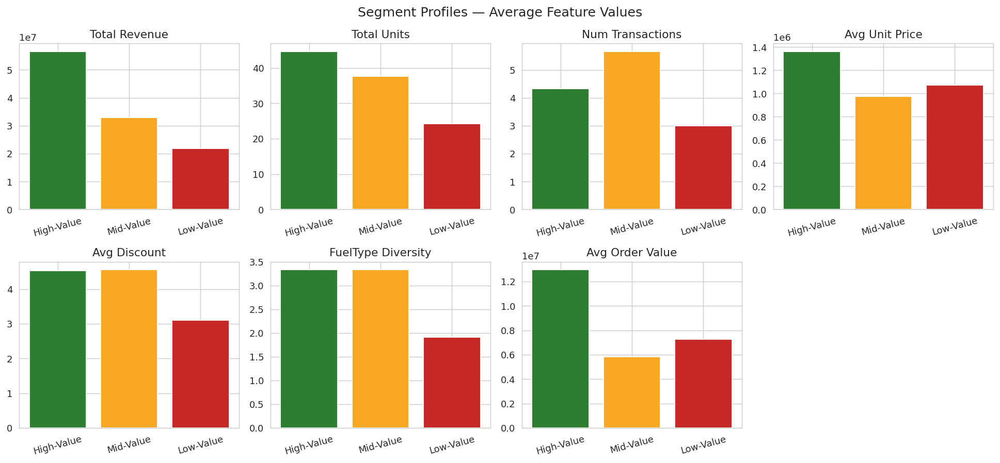 Segment Profiles — Average Feature Values
Total Revenue
1e7
5
4
3
2
1
0
High-Value Mid-Value Low-Value
Total Units
40
30
20
10
0
High-Value Mid-Value Low-Value
Num Transactions
5
4
3
2
1
0
High-Value Mid-Value Low-Value
Avg Unit Price
1e6
1.4
1.2
1.0
0.8
0.6
0.4
0.2
0.0
High-Value Mid-Value Low-Value
Avg Discount
4
3
2
1
0
High-Value Mid-Value Low-Value
FuelType Diversity
3.5
3.0
2.5
2.0
1.5
1.0
0.5
0.0
High-Value Mid-Value Low-Value
Avg Order Value
1e7
1.2
1.0
0.8
0.6
0.4
0.2
0.0
High-Value Mid-Value Low-Value